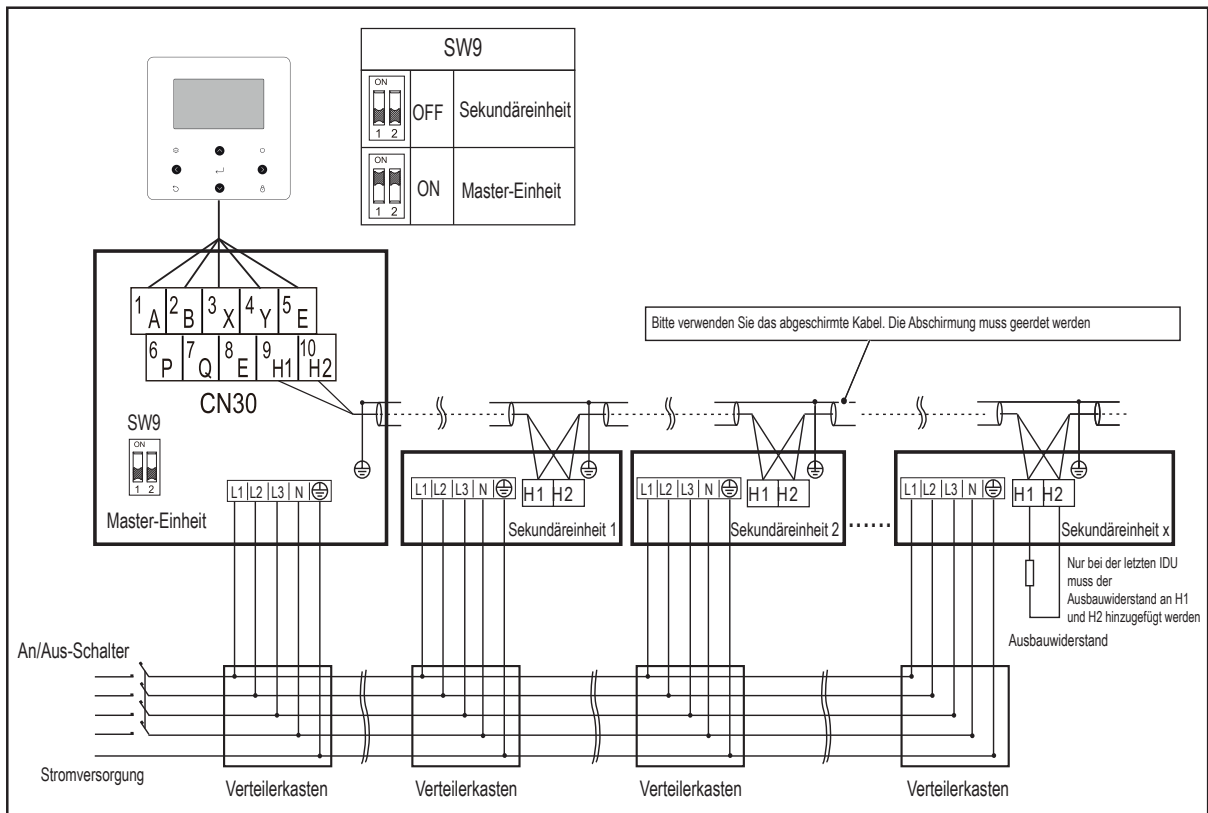 SW9
ON
1 2
OFF
Sekundäreinheit
ON
1 2
ON
Master-Einheit
1 A
2 B
3 X
4 Y
5 E
6 P
7 Q
8 E
9 H1
10 H2
CN30
Bitte verwenden Sie das abgeschirmte Kabel. Die Abschirmung muss geerdet werden
SW9
ON
1 2
Master-Einheit
L1 L2 L3 N
L1 L2 L3 N
H1 H2
Sekundäreinheit 1
L1 L2 L3 N
H1 H2
Sekundäreinheit 2
......
L1 L2 L3 N
H1 H2
Sekundäreinheit x
Nur bei der letzten IDU
muss der
Ausbauwiderstand an H1
und H2 hinzugefügt werden
Ausbauwiderstand
An/Aus-Schalter
Stromversorgung
Verteilerkasten
Verteilerkasten
Verteilerkasten
Verteilerkasten